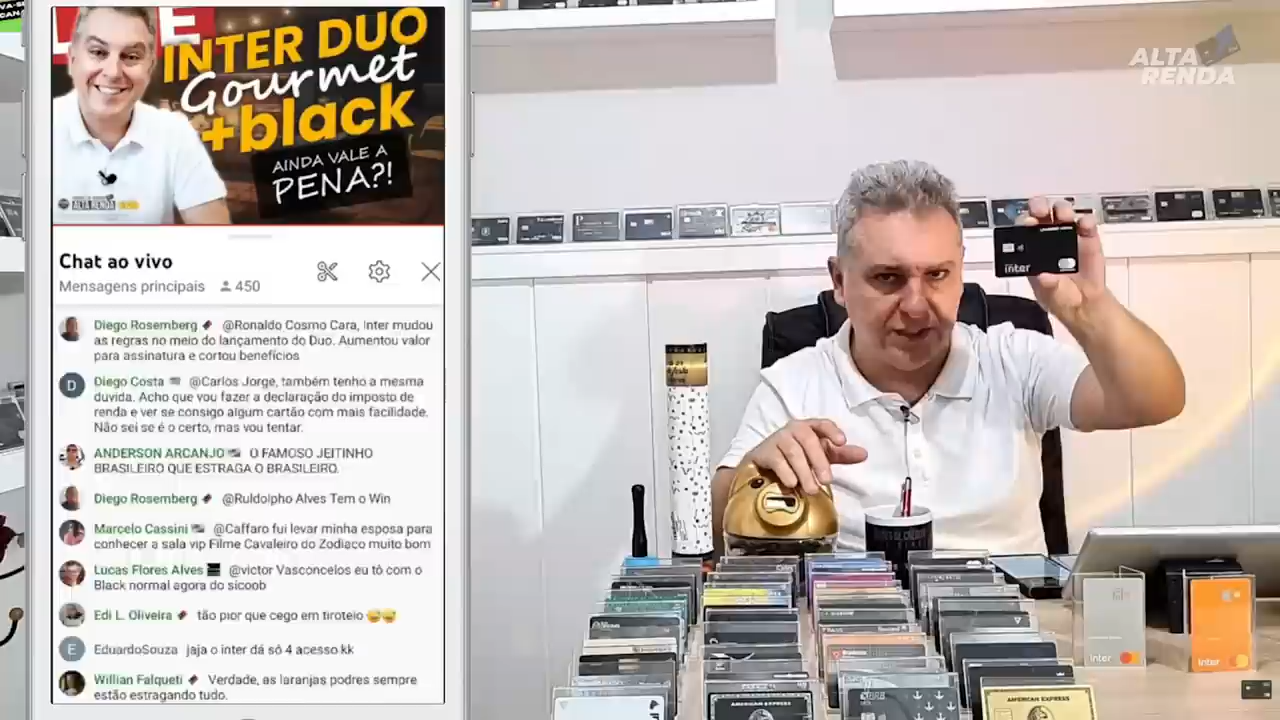 LIVE
INTER DUO
Gourmet
+black
AINDA VALE A
PENA?!
ALTA RENDA
Chat ao vivo
Mensagens principais 450
Diego Rosemberg @Ronaldo Cosmo Cara, Inter mudou
as regras no meio do lançamento do Duo. Aumentou valor
para assinatura e cortou benefícios
D Diego Costa @Carlos Jorge, também tenho a mesma
duvida. Acho que vou fazer a declaração do imposto de
renda e ver se consigo algum cartão com mais facilidade.
Não sei se é o certo, mas vou tentar.
ANDERSON ARCANJO O FAMOSO JEITINHO
BRASILEIRO QUE ESTRAGA O BRASILEIRO.
Diego Rosemberg @Ruldolpho Alves Tem o Win
Marcelo Cassini @Caffaro fui levar minha esposa para
conhecer a sala vip Filme Cavaleiro do Zodiaco muito bom
Lucas Flores Alves @victor Vasconcelos eu tô com o
Black normal agora do sicoob
Edi L. Oliveira tão pior que cego em tiroteio
E EduardoSouza jaja o inter dá só 4 acesso kk
Willian Falqueti Verdade, as laranjas podres sempre
estão estragando tudo.
ALTA
RENDA
inter
inter
inter
BRB
AMERICAN EXPRESS
AMERICAN EXPRESS